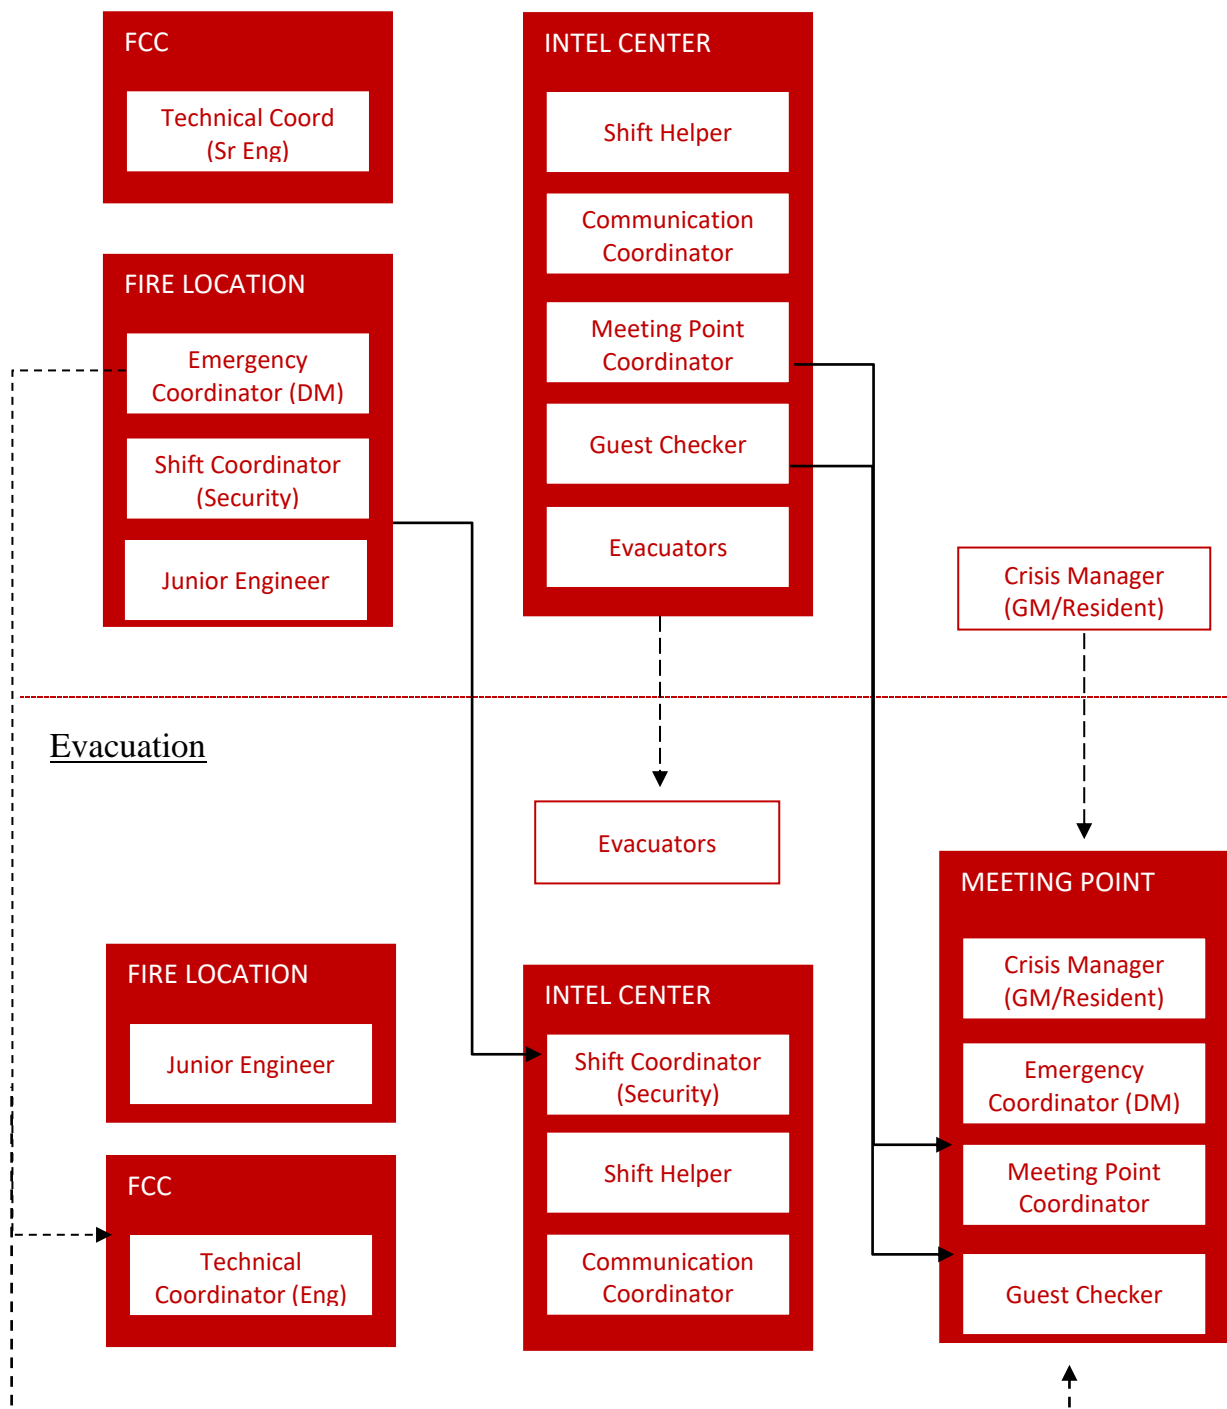 FCC
Technical Coord
(Sr Eng)
FIRE LOCATION
Emergency
Coordinator (DM)
Shift Coordinator
(Security)
Junior Engineer
INTEL CENTER
Shift Helper
Communication
Coordinator
Meeting Point
Coordinator
Guest Checker
Evacuators
Crisis Manager
(GM/Resident)
Evacuation
Evacuators
FIRE LOCATION
Junior Engineer
FCC
Technical
Coordinator (Eng)
INTEL CENTER
Shift Coordinator
(Security)
Shift Helper
Communication
Coordinator
MEETING POINT
Crisis Manager
(GM/Resident)
Emergency
Coordinator (DM)
Meeting Point
Coordinator
Guest Checker